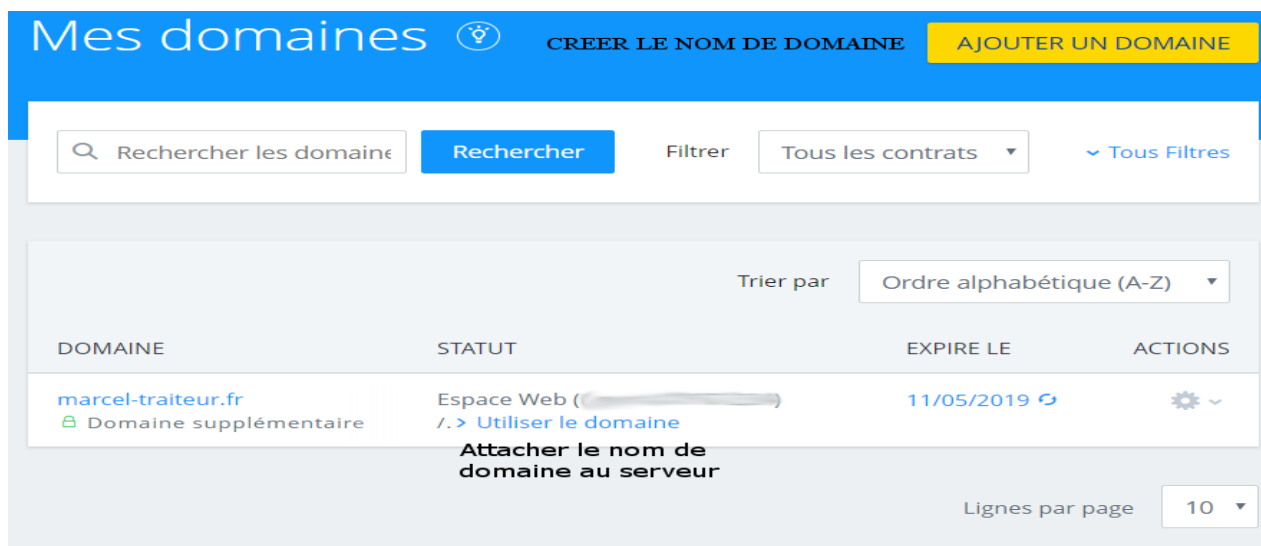 Mes domaines
CREER LE NOM DE DOMAINE
AJOUTER UN DOMAINE
Rechercher les domaine
Rechercher
Filtrer
Tous les contrats
Tous Filtres
Trier par
Ordre alphabétique (A-Z)
DOMAINE STATUT EXPIRE LE ACTIONS
marcel-traiteur.fr Espace Web ( ) 11/05/2019
Domaine supplémentaire /. > Utiliser le domaine
Attacher le nom de
domaine au serveur
Lignes par page 10